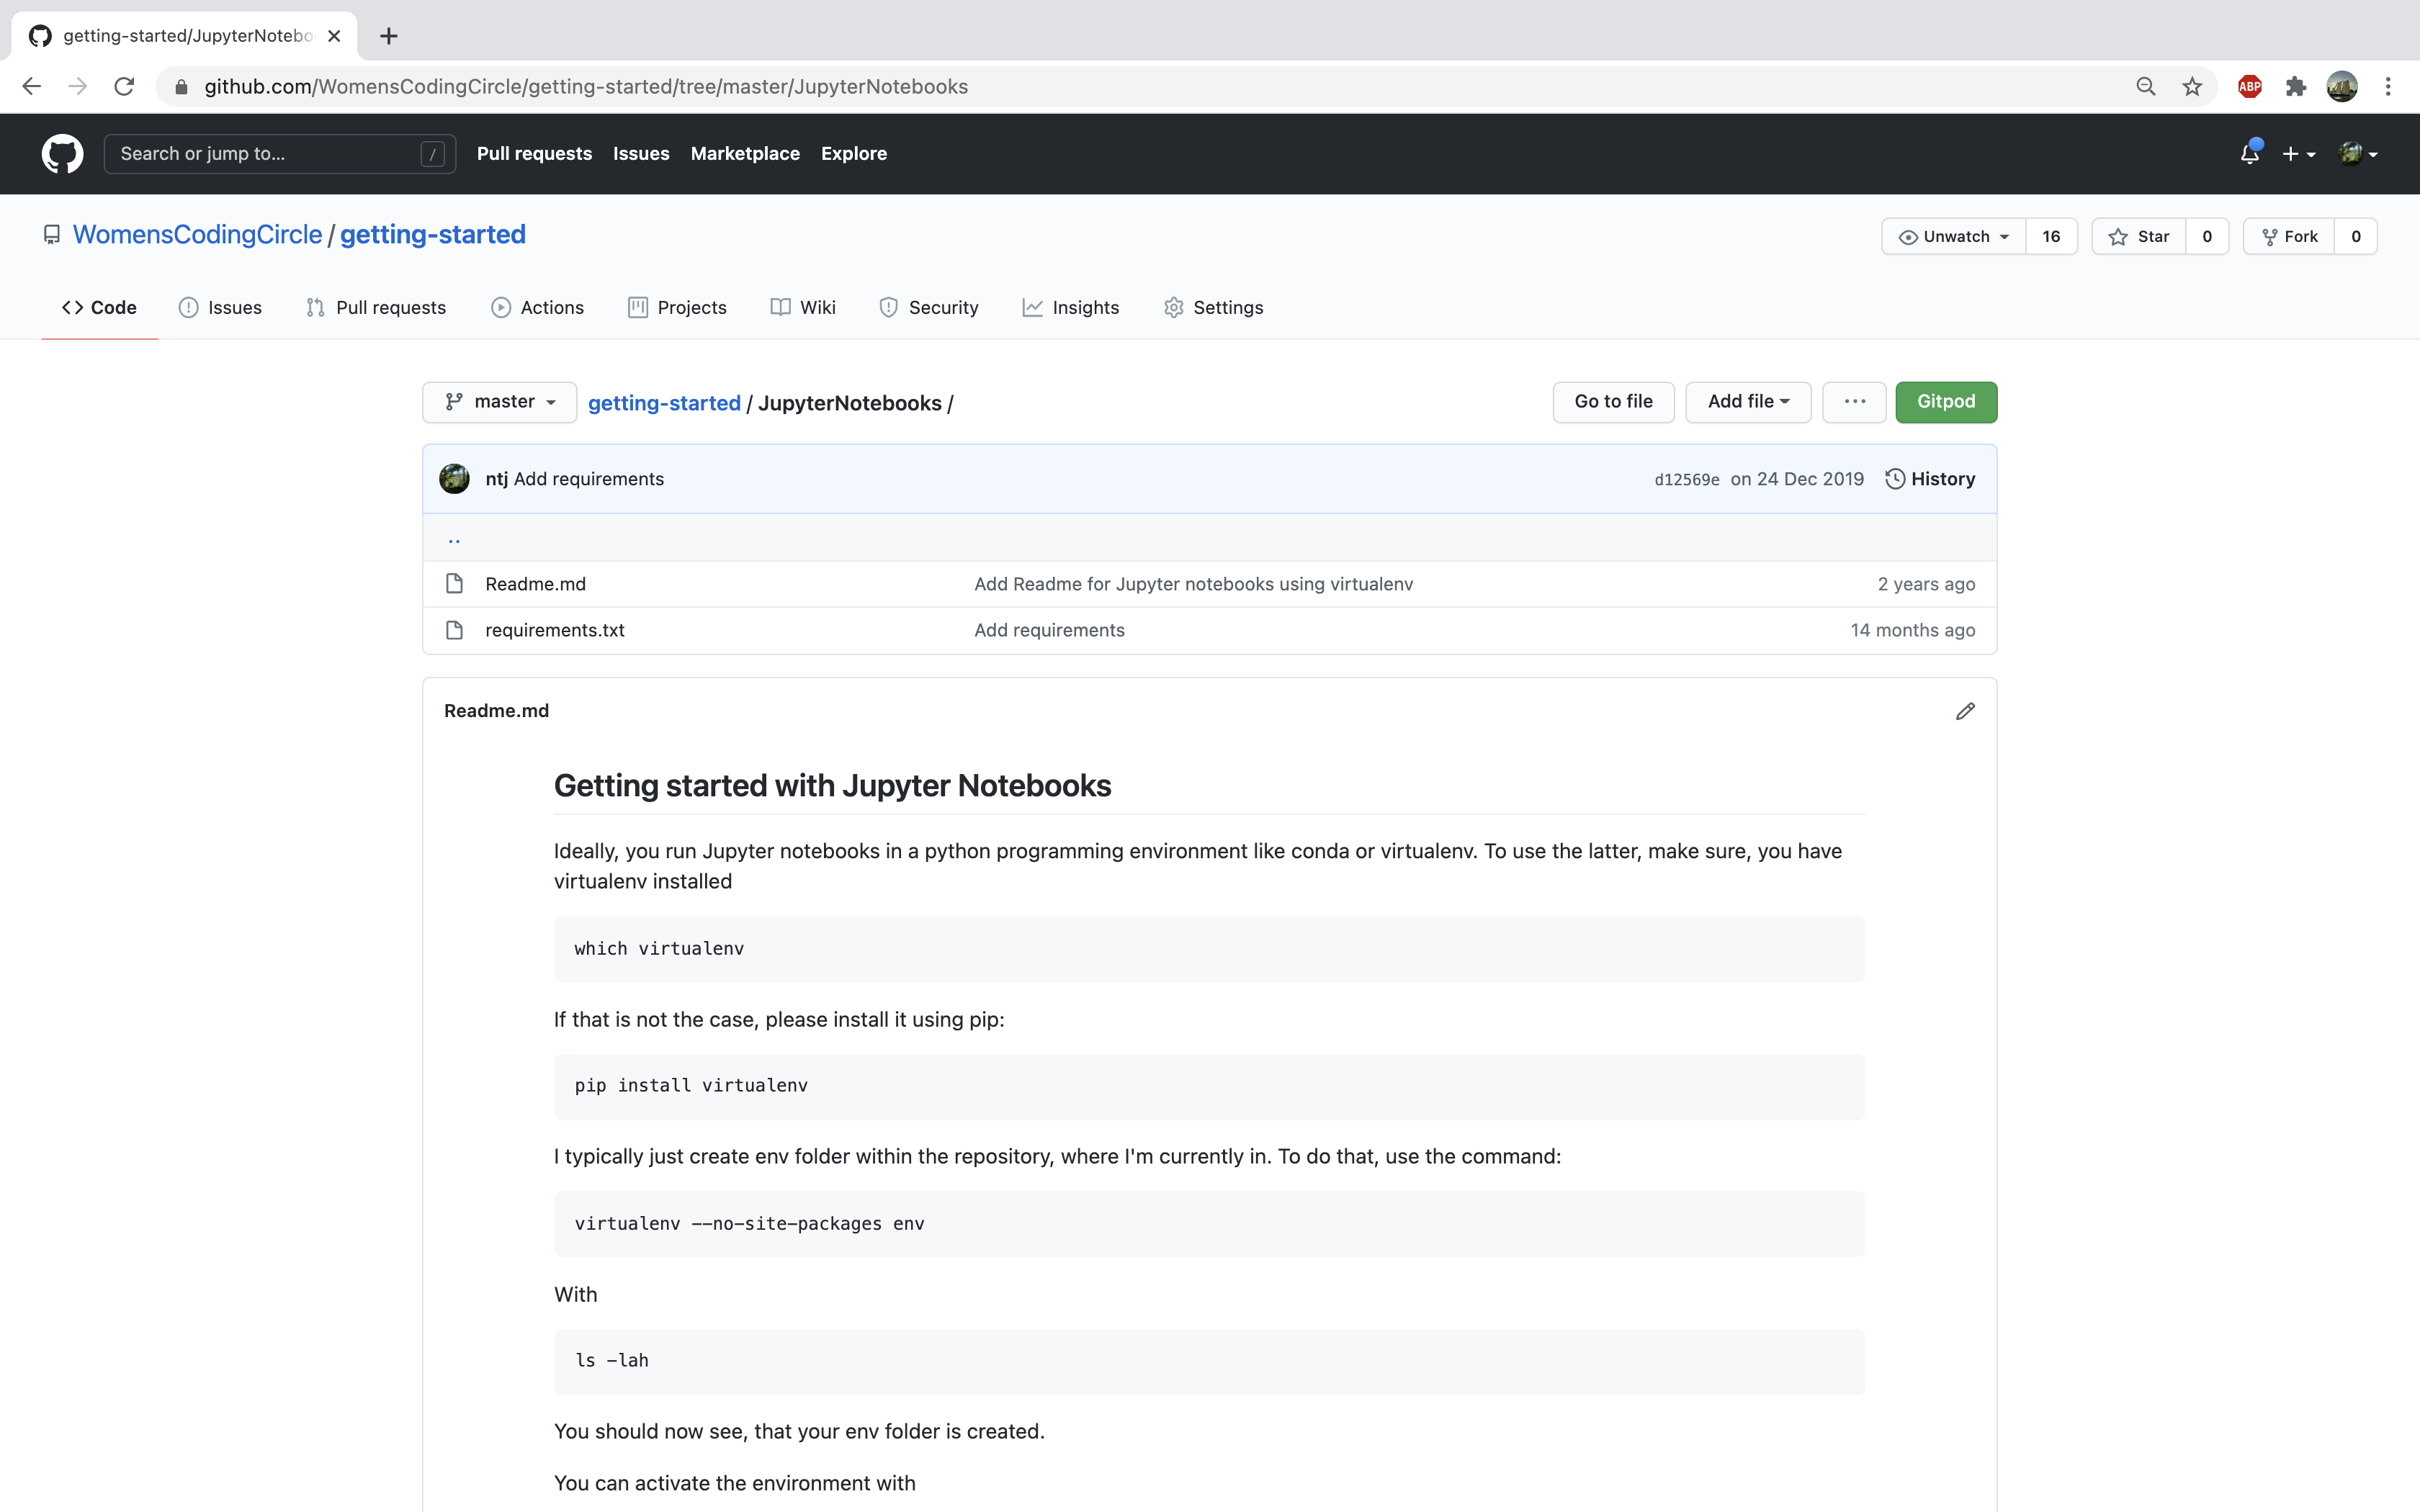 getting-started/JupyterNotebo
github.com/WomensCodingCircle/getting-started/tree/master/JupyterNotebooks
ABP
Search or jump to... /
Pull requests Issues Marketplace Explore
WomensCodingCircle / getting-started
Unwatch 16 Star 0 Fork 0
Code Issues Pull requests Actions Projects Wiki Security Insights Settings
master getting-started / JupyterNotebooks / Go to file Add file ... Gitpod
ntj Add requirements d12569e on 24 Dec 2019 History
..
Readme.md Add Readme for Jupyter notebooks using virtualenv 2 years ago
requirements.txt Add requirements 14 months ago
Readme.md
Getting started with Jupyter Notebooks
Ideally, you run Jupyter notebooks in a python programming environment like conda or virtualenv. To use the latter, make sure, you have
virtualenv installed
which virtualenv
If that is not the case, please install it using pip:
pip install virtualenv
I typically just create env folder within the repository, where I'm currently in. To do that, use the command:
virtualenv --no-site-packages env
With
ls -lah
You should now see, that your env folder is created.
You can activate the environment with